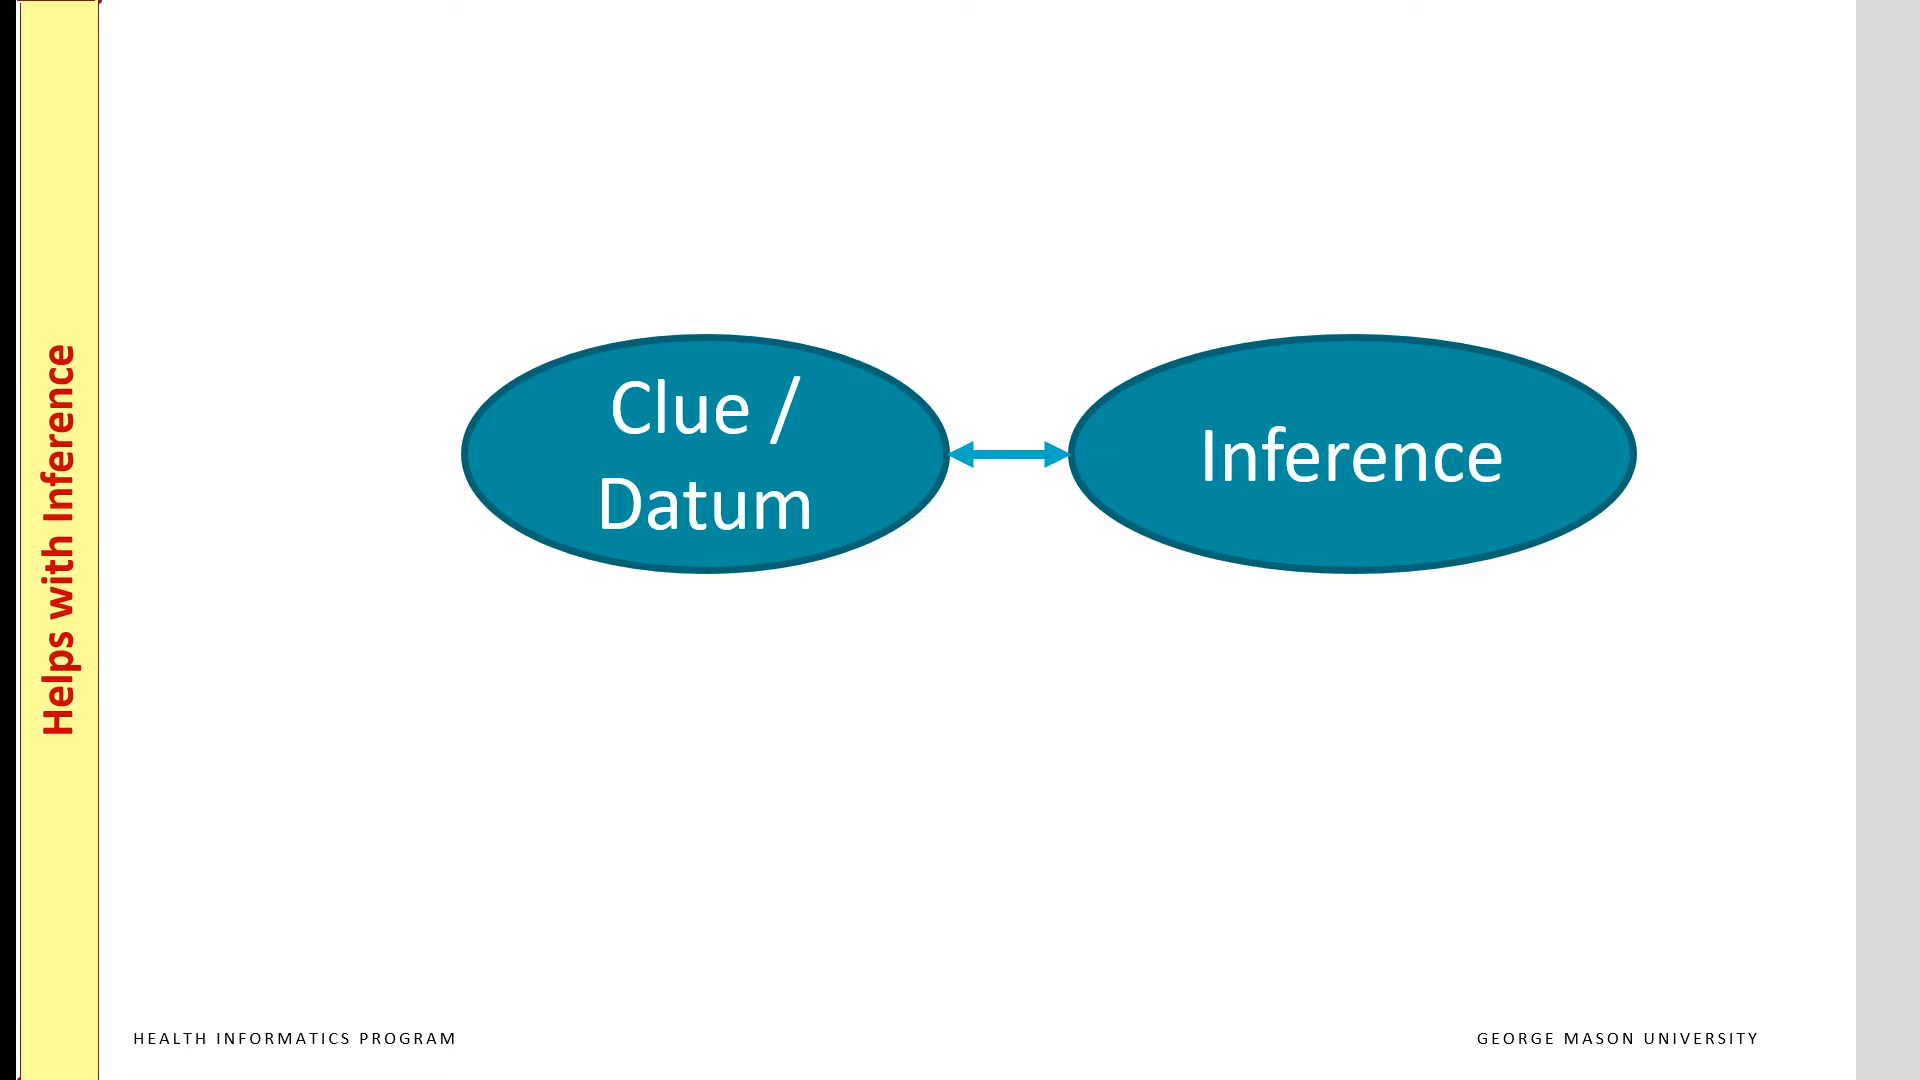 Helps with Inference
Clue /
Datum
Inference
HEALTH INFORMATICS PROGRAM
GEORGE MASON UNIVERSITY